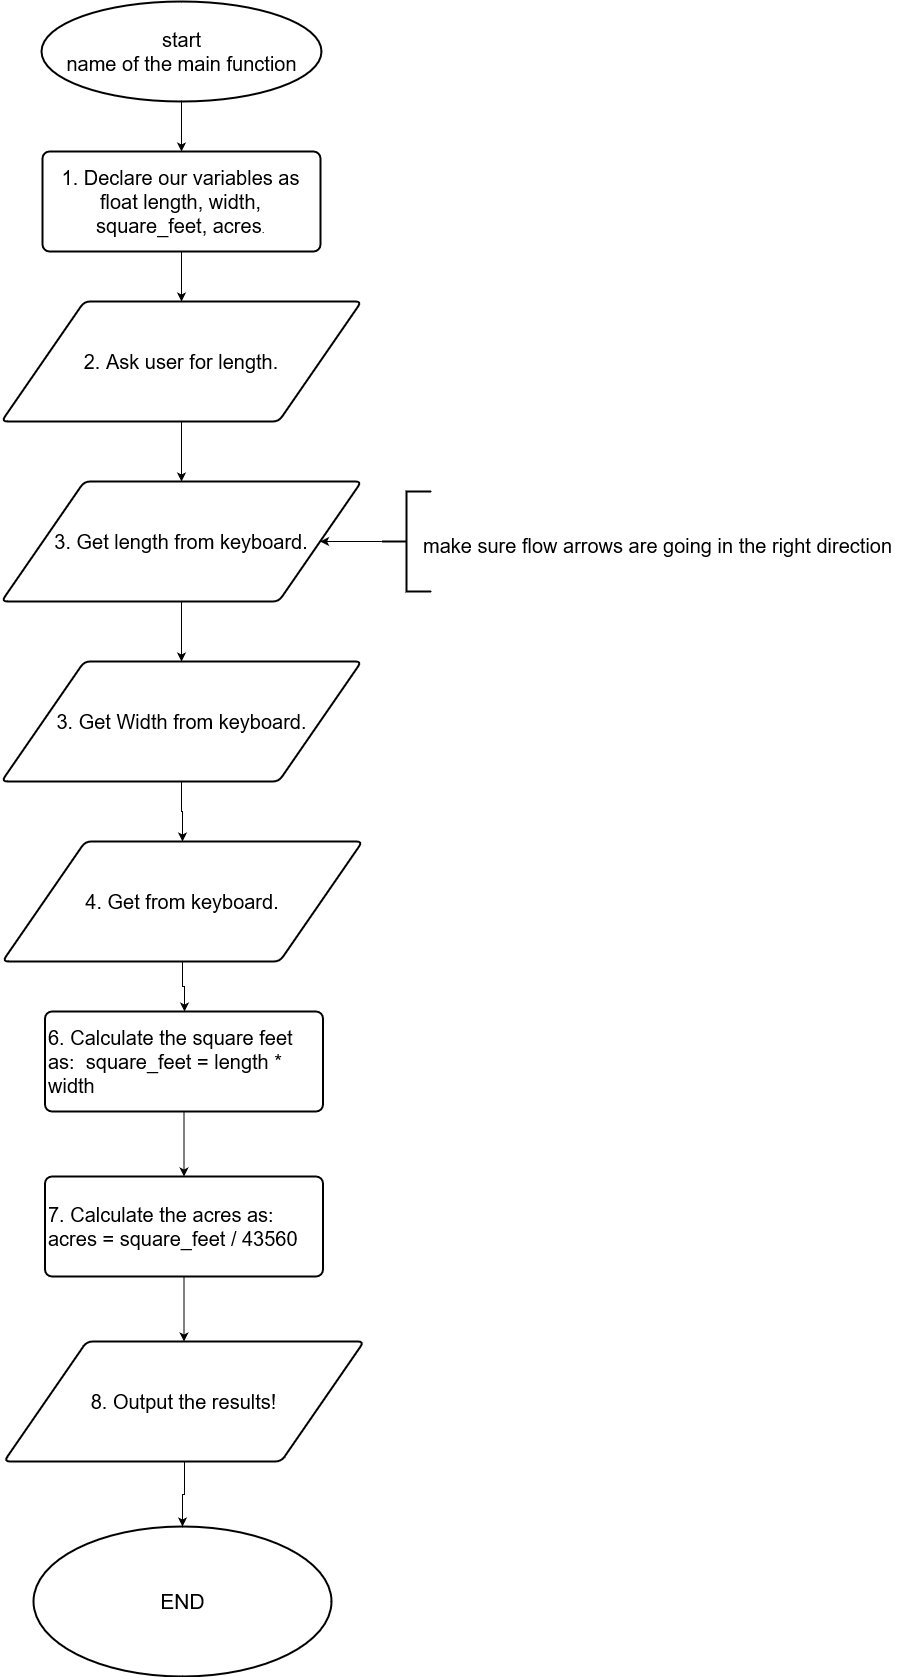 start
name of the main function
1. Declare our variables as
float length, width,
square_feet, acres.
2. Ask user for length.
3. Get length from keyboard.
make sure flow arrows are going in the right direction
3. Get Width from keyboard.
4. Get from keyboard.
6. Calculate the square feet
as:  square_feet = length *
width
7. Calculate the acres as:
acres = square_feet / 43560
8. Output the results!
END